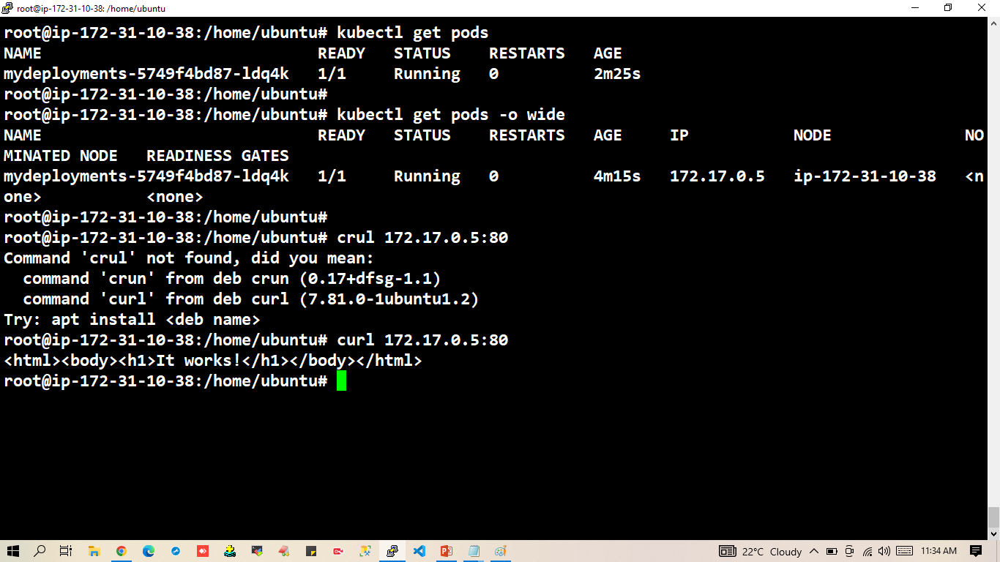 root@ip-172-31-10-38: /home/ubuntu
root@ip-172-31-10-38:/home/ubuntu# kubectl get pods
NAME                             READY   STATUS    RESTARTS   AGE
mydeployments-5749f4bd87-ldq4k   1/1     Running   0          2m25s
root@ip-172-31-10-38:/home/ubuntu#
root@ip-172-31-10-38:/home/ubuntu# kubectl get pods -o wide
NAME                             READY   STATUS    RESTARTS   AGE     IP           NODE              NO
MINATED NODE   READINESS GATES
mydeployments-5749f4bd87-ldq4k   1/1     Running   0          4m15s   172.17.0.5   ip-172-31-10-38   <n
one>           <none>
root@ip-172-31-10-38:/home/ubuntu#
root@ip-172-31-10-38:/home/ubuntu# crul 172.17.0.5:80
Command 'crul' not found, did you mean:
  command 'crun' from deb crun (0.17+dfsg-1.1)
  command 'curl' from deb curl (7.81.0-1ubuntu1.2)
Try: apt install <deb name>
root@ip-172-31-10-38:/home/ubuntu# curl 172.17.0.5:80
<html><body><h1>It works!</h1></body></html>
root@ip-172-31-10-38:/home/ubuntu#
22°C Cloudy 11:34 AM